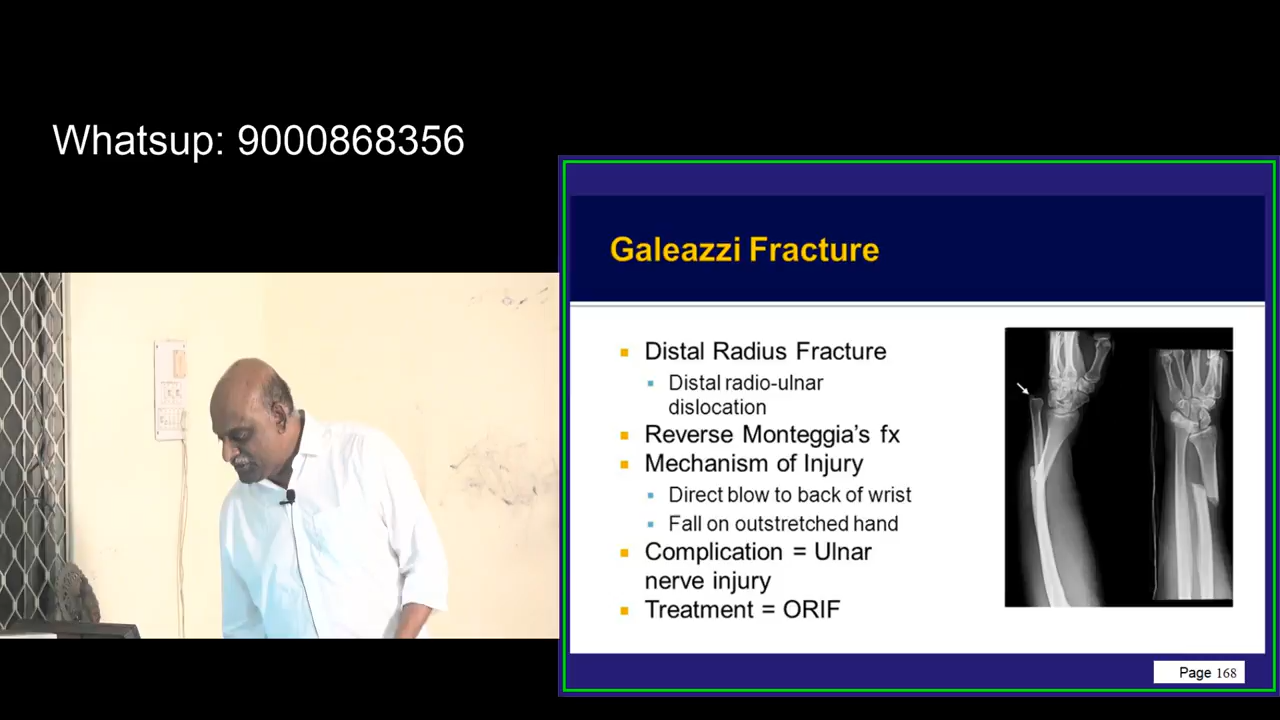 Whatsup: 9000868356
Galeazzi Fracture
Distal Radius Fracture
Distal radio-ulnar
dislocation
Reverse Monteggia’s fx
Mechanism of Injury
Direct blow to back of wrist
Fall on outstretched hand
Complication = Ulnar
nerve injury
Treatment = ORIF
Page 168